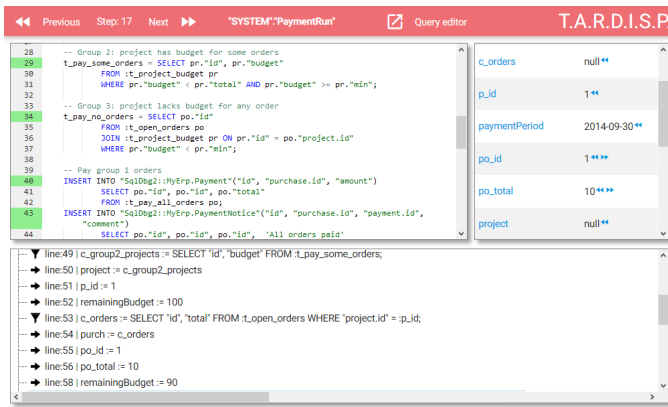 Previous Step: 17 Next "SYSTEM"."PaymentRun" Query editor T.A.R.D.I.S.P.
28 -- Group 2: project has budget for some orders
29 t_pay_some_orders = SELECT pr."id", pr."budget"
30 FROM :t_project_budget pr
31 WHERE pr."budget" < pr."total" AND pr."budget" >= pr."min";
32
33 -- Group 3: project lacks budget for any order
34 t_pay_no_orders = SELECT po."id"
35 FROM :t_open_orders po
36 JOIN :t_project_budget pr ON pr."id" = po."project.id"
37 WHERE pr."budget" < pr."min";
38
39 -- Pay group 1 orders
40 INSERT INTO "SqlDbg2::MyErp.Payment"("id", "purchase.id", "amount")
41 SELECT po."id", po."id", po."total"
42 FROM :t_pay_all_orders po;
43 INSERT INTO "SqlDbg2::MyErp.PaymentNotice"("id", "purchase.id", "payment.id",
"comment")
44 SELECT po."id", po."id", po."id", 'All orders paid'
c_orders null
p_id 1
paymentPeriod 2014-09-30
po_id 1
po_total 10
project null
line:49 | c_group2_projects := SELECT "id", "budget" FROM :t_pay_some_orders;
line:50 | project := c_group2_projects
line:51 | p_id := 1
line:52 | remainingBudget := 100
line:53 | c_orders := SELECT "id", "total" FROM :t_open_orders WHERE "project.id" = :p_id;
line:54 | purch := c_orders
line:55 | po_id := 1
line:56 | po_total := 10
line:58 | remainingBudget := 90